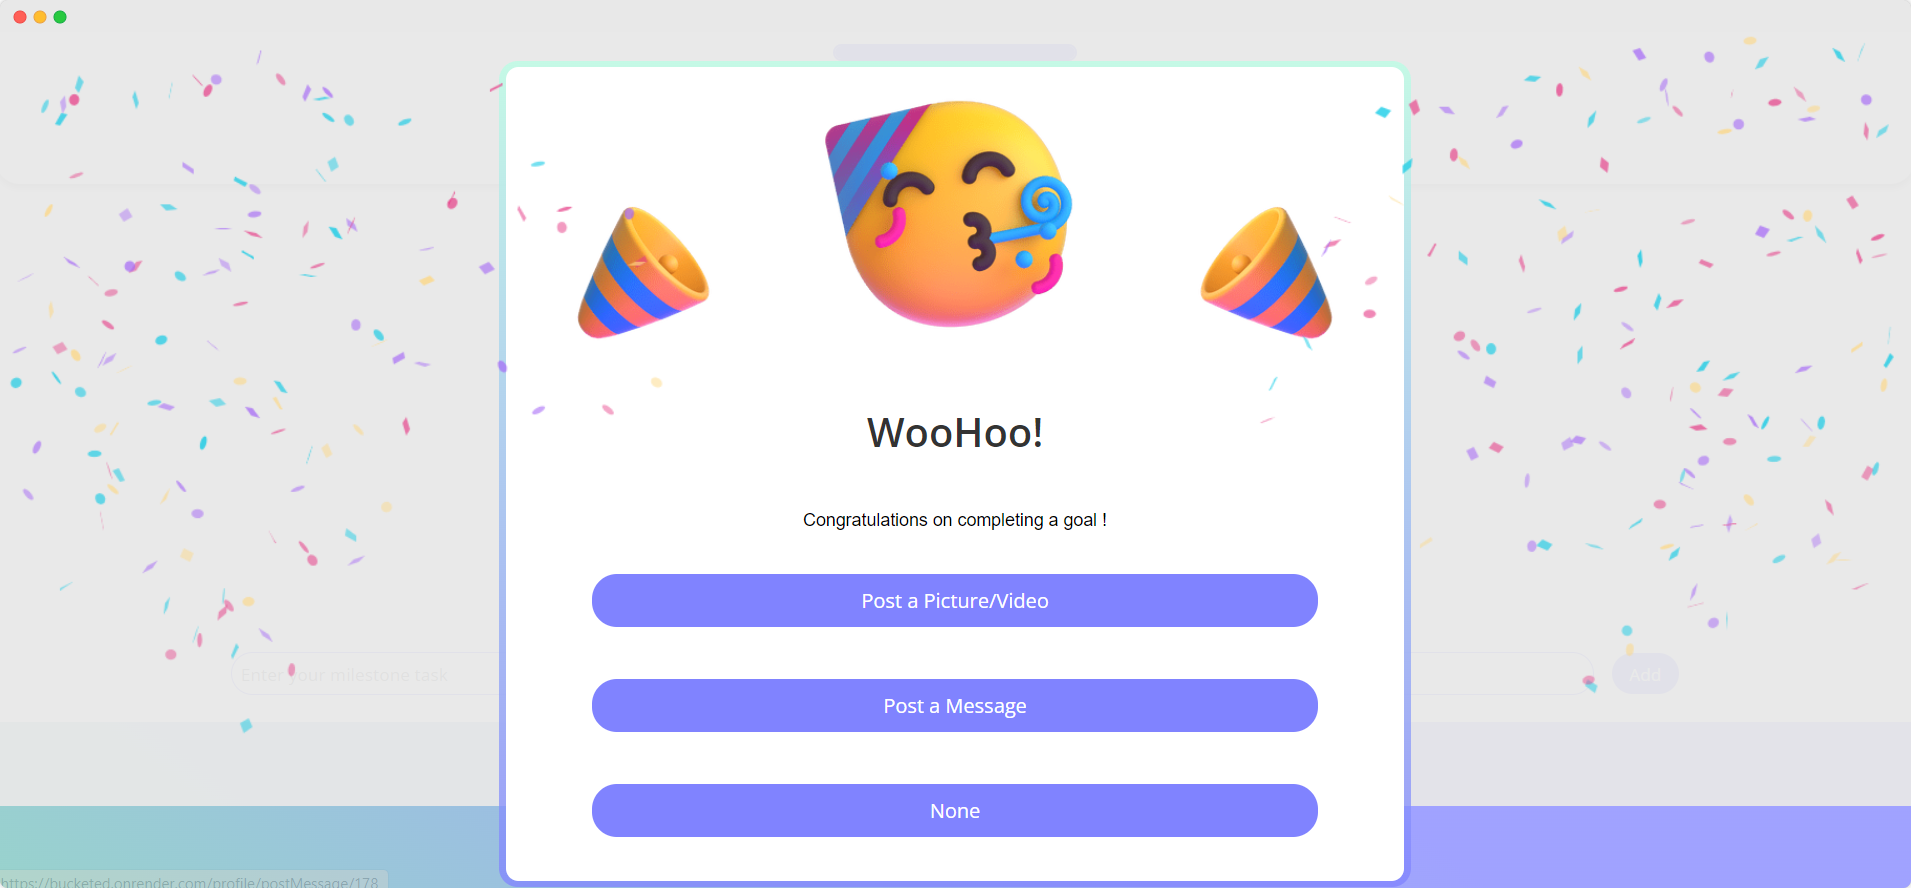 WooHoo!
Congratulations on completing a goal !
Post a Picture/Video
Post a Message
Enter your milestone task
Add
None
https://bucketed.onrender.com/profile/postMessage/178